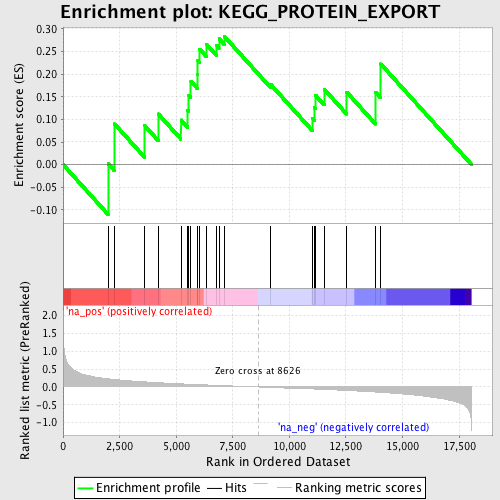 Enrichment plot: KEGG_PROTEIN_EXPORT
Enrichment score (ES)
0.30
0.25
0.20
0.15
0.10
0.05
0.00
-0.05
-0.10
'na_pos' (positively correlated)
Ranked list metric (PreRanked)
2.0
1.5
1.0
0.5
0.0
-0.5
-1.0
Zero cross at 8626
'na_neg' (negatively correlated)
0
2,500
5,000
7,500
10,000
12,500
15,000
17,500
Rank in Ordered Dataset
Enrichment profile
Hits
Ranking metric scores